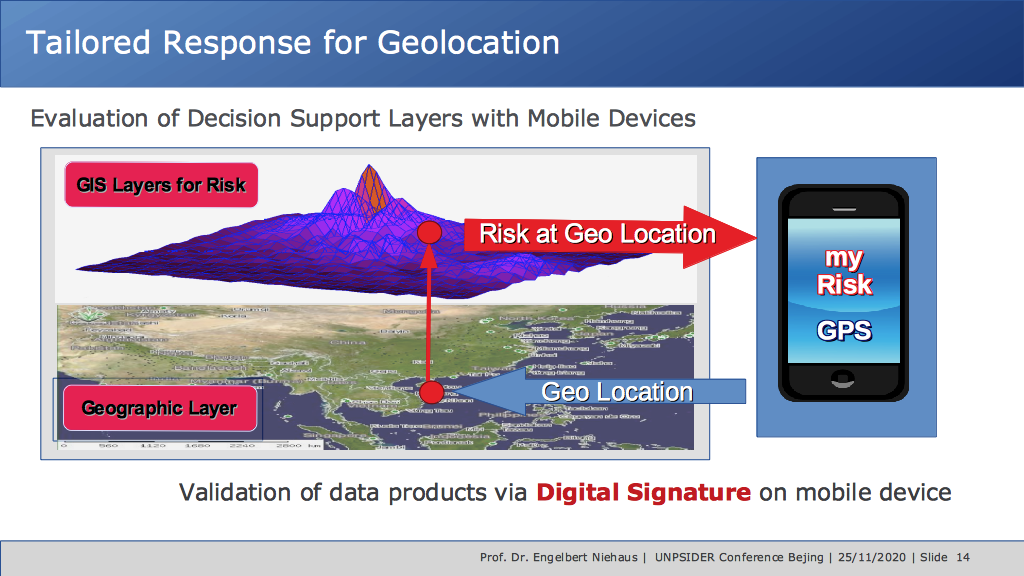 Tailored Response for Geolocation
Evaluation of Decision Support Layers with Mobile Devices
GIS Layers for Risk
Risk at Geo Location
my
Risk
GPS
China
Geo Location
Geographic Layer
0 560 1120 1680 2240 2800 km
Validation of data products via Digital Signature on mobile device
Prof. Dr. Engelbert Niehaus | UNPSIDER Conference Bejing | 25/11/2020 | Slide 14